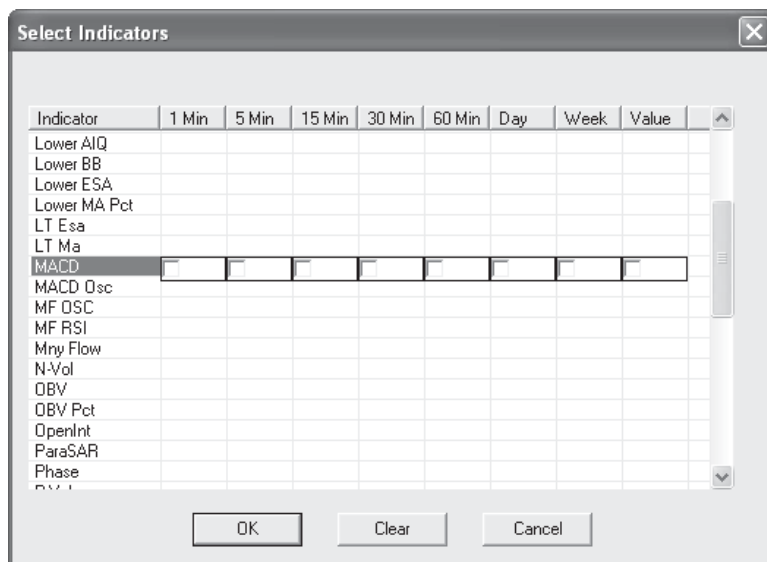 Select Indicators
Indicator 1 Min 5 Min 15 Min 30 Min 60 Min Day Week Value
Lower AIQ
Lower BB
Lower ESA
Lower MA Pct
LT Esa
LT Ma
MACD
MACD Osc
MF OSC
MF RSI
Mny Flow
N-Vol
OBV
OBV Pct
OpenInt
ParaSAR
Phase
OK Clear Cancel